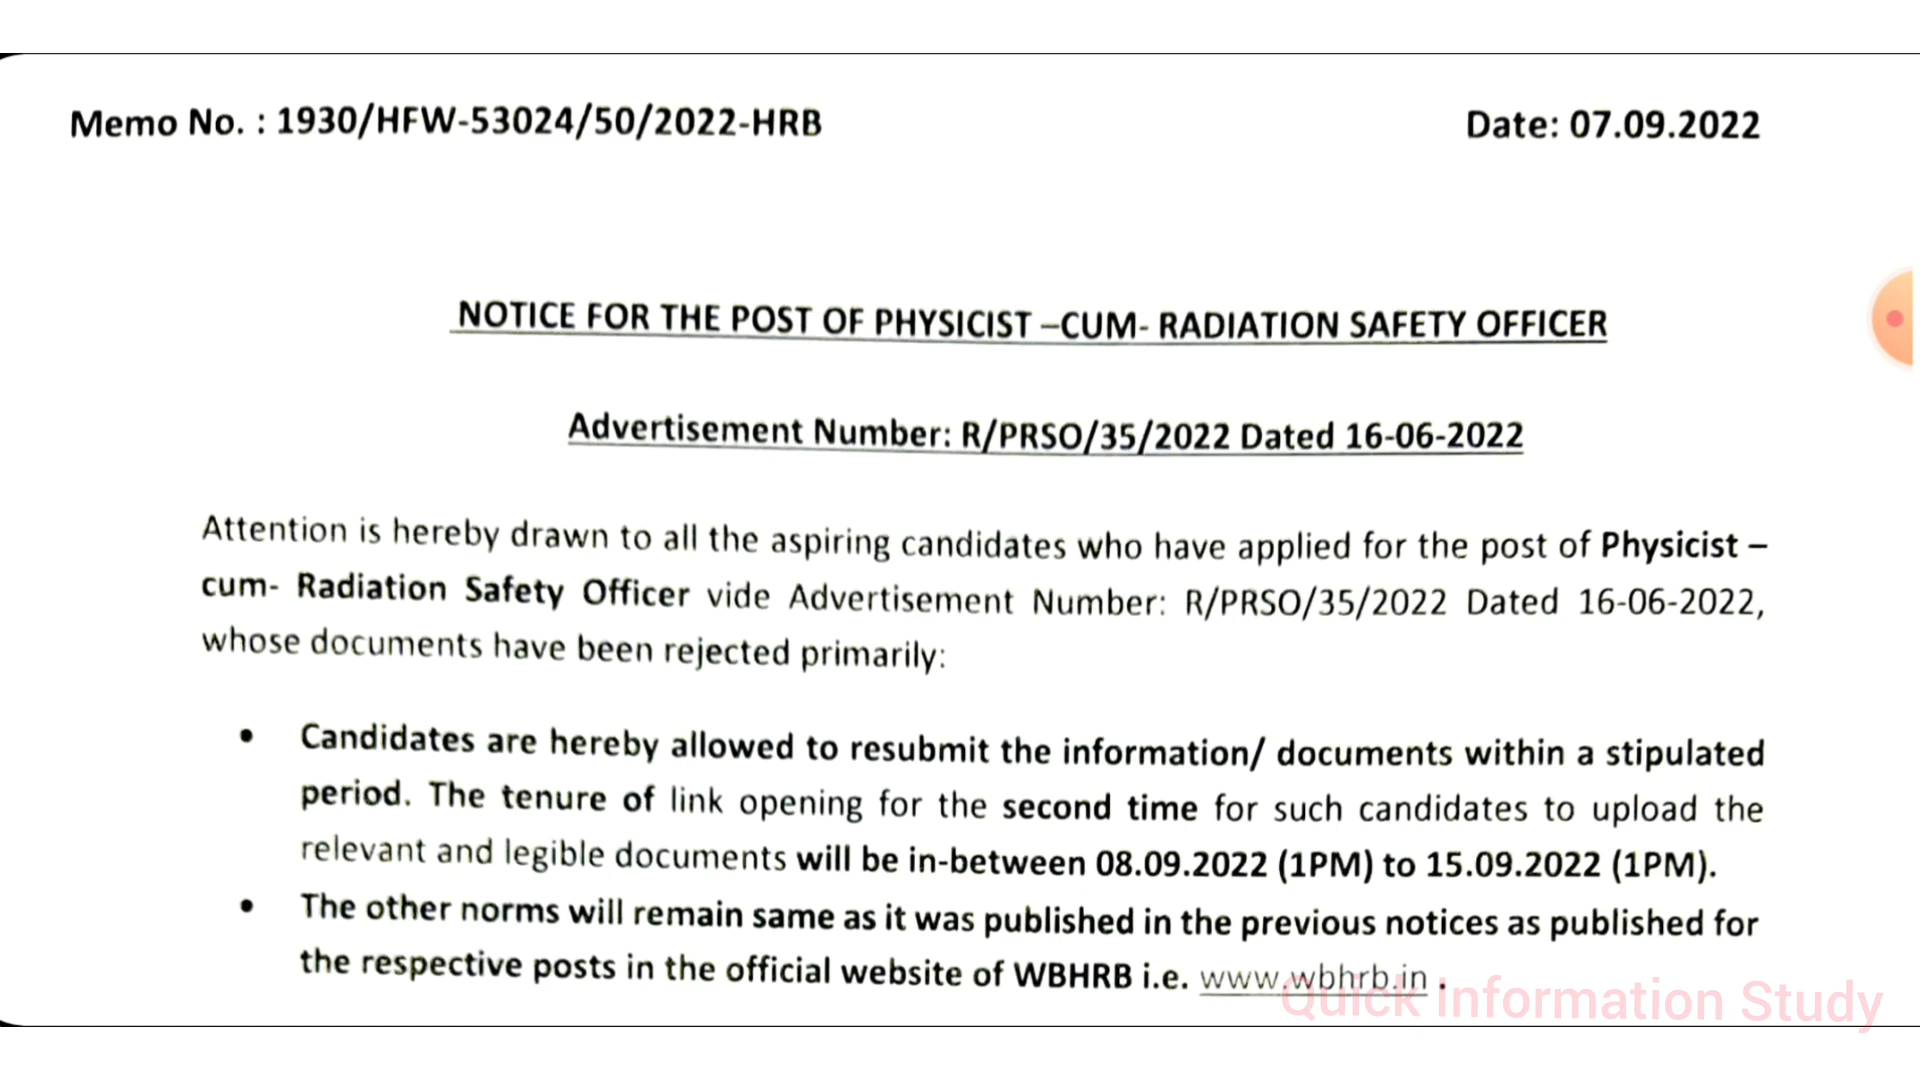 Memo No. : 1930/HFW-53024/50/2022-HRB Date: 07.09.2022
NOTICE FOR THE POST OF PHYSICIST –CUM- RADIATION SAFETY OFFICER
Advertisement Number: R/PRSO/35/2022 Dated 16-06-2022
Attention is hereby drawn to all the aspiring candidates who have applied for the post of Physicist –
cum- Radiation Safety Officer vide Advertisement Number: R/PRSO/35/2022 Dated 16-06-2022,
whose documents have been rejected primarily:
• Candidates are hereby allowed to resubmit the information/ documents within a stipulated
period. The tenure of link opening for the second time for such candidates to upload the
relevant and legible documents will be in-between 08.09.2022 (1PM) to 15.09.2022 (1PM).
• The other norms will remain same as it was published in the previous notices as published for
the respective posts in the official website of WBHRB i.e. www.wbhrb.in .
Quick Information Study